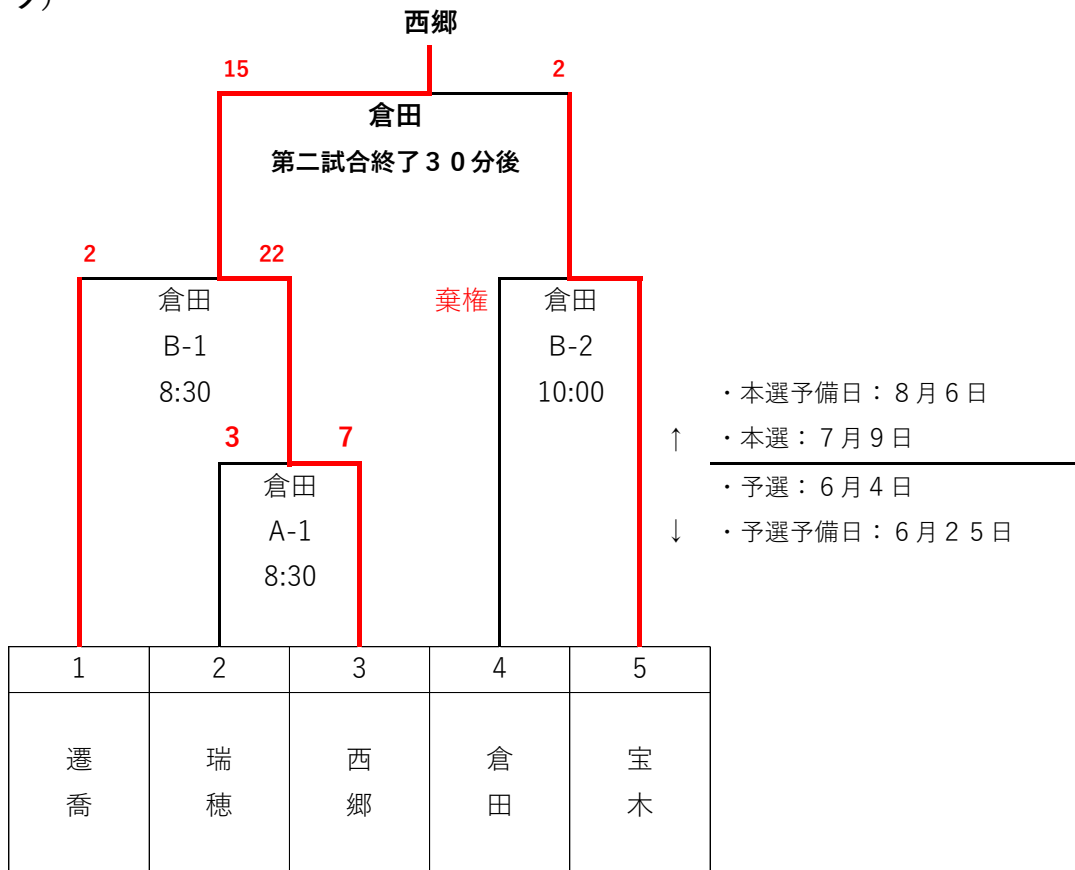 西郷
15 2
倉田
第二試合終了30分後
2 22
倉田 棄権 倉田
B-1 B-2
8:30 10:00
・本選予備日：8月6日
3 7 ↑ ・本選：7月9日
倉田 ・予選：6月4日
A-1 ↓ ・予選予備日：6月25日
8:30
1 2 3 4 5
遷喬 瑞穂 西郷 倉田 宝木